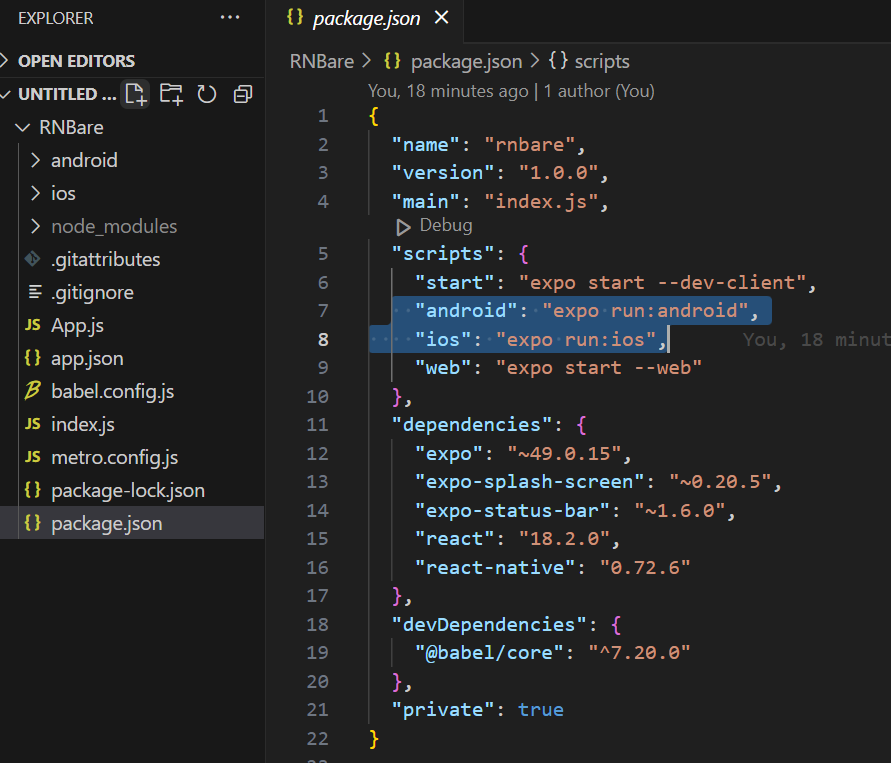 EXPLORER ···
OPEN EDITORS
UNTITLED ...
RNBare
android
ios
node_modules
.gitattributes
.gitignore
JS App.js
{} app.json
babel.config.js
JS index.js
JS metro.config.js
{} package-lock.json
{} package.json
{} package.json ×
RNBare > {} package.json > {} scripts
You, 18 minutes ago | 1 author (You)
1 {
2 "name": "rnbare",
3 "version": "1.0.0",
4 "main": "index.js",
Debug
5 "scripts": {
6 "start": "expo start --dev-client",
7 "android": "expo run:android",
8 "ios": "expo run:ios", You, 18 minut
9 "web": "expo start --web"
10 },
11 "dependencies": {
12 "expo": "~49.0.15",
13 "expo-splash-screen": "~0.20.5",
14 "expo-status-bar": "~1.6.0",
15 "react": "18.2.0",
16 "react-native": "0.72.6"
17 },
18 "devDependencies": {
19 "@babel/core": "^7.20.0"
20 },
21 "private": true
22 }